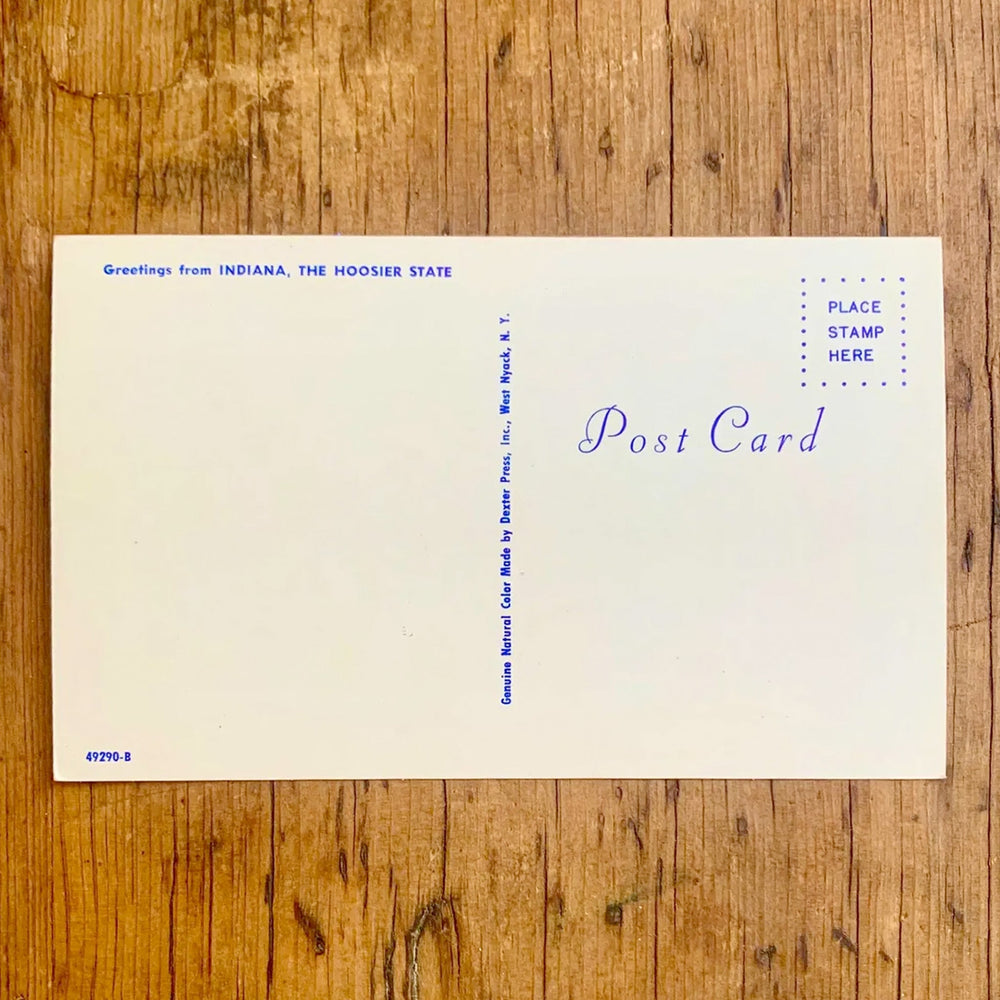 Greetings from INDIANA, THE HOOSIER STATE
PLACE
STAMP
HERE
Post Card
Genuine Natural Color Made by Dexter Press, Inc., West Nyack, N. Y.
49290-B